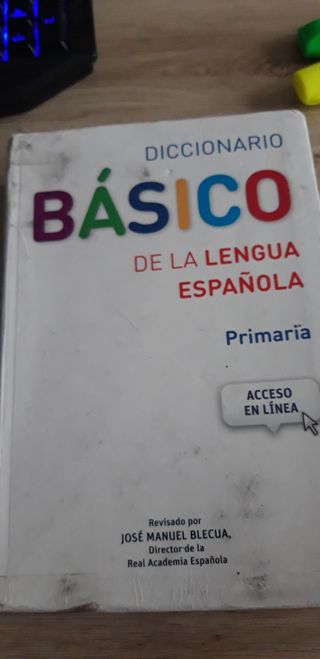 DICCIONARIO
BÁSICO
DE LA LENGUA
ESPAÑOLA
Primaria
ACCESO
EN LÍNEA
Revisado por
JOSÉ MANUEL BLECUA,
Director de la
Real Academia Española